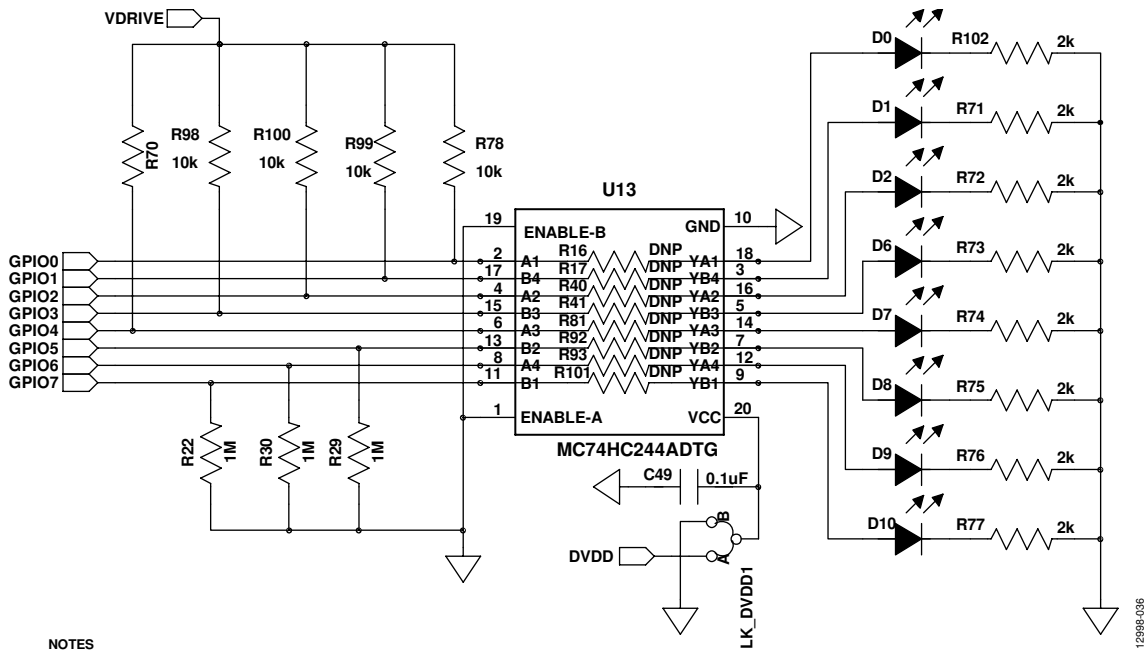 VDRIVE
D0 R102 2k
D1 R71 2k
D2 R72 2k
D6 R73 2k
D7 R74 2k
D8 R75 2k
D9 R76 2k
D10 R77 2k
R70
R98 10k
R100 10k
R99 10k
R78 10k
U13
19 ENABLE-B GND 10
GPIO0 2 A1 R16 DNP YA1 18
GPIO1 17 B4 R17 DNP YB4 3
GPIO2 4 A2 R40 DNP YA2 16
GPIO3 15 B3 R41 DNP YB3 5
GPIO4 6 A3 R81 DNP YA3 14
GPIO5 13 B2 R92 DNP YB2 7
GPIO6 8 A4 R93 DNP YA4 12
GPIO7 11 B1 R101 DNP YB1 9
1 ENABLE-A VCC 20
MC74HC244ADTG
R22 1M
R30 1M
R29 1M
C49 0.1uF
DVDD
B
A
LK_DVDD1
NOTES
12998-036